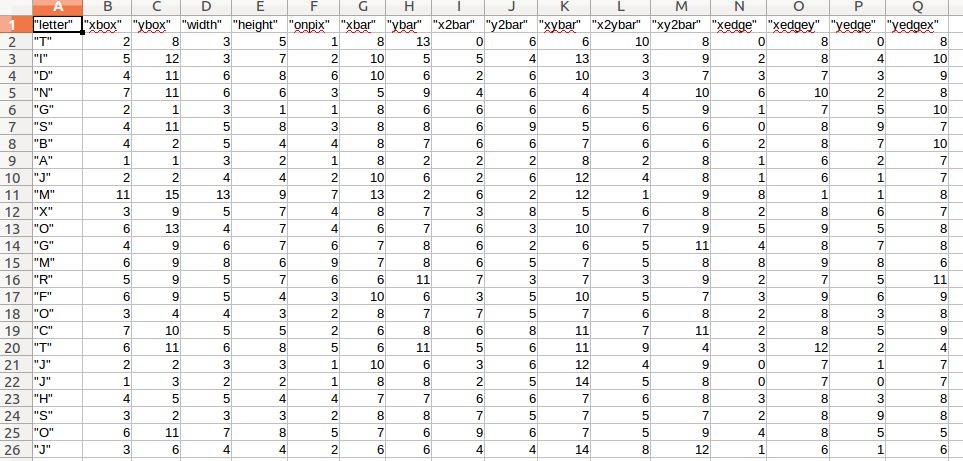 A B C D E F G H I J K L M N O P Q
1 "letter" "xbox" "ybox" "width" "height" "onpix" "xbar" "ybar" "x2bar" "y2bar" "xybar" "x2ybar" "xy2bar" "xedge" "xedgey" "yedge" "yedgex"
2 "T" 2 8 3 5 1 8 13 0 6 6 10 8 0 8 0 8
3 "I" 5 12 3 7 2 10 5 5 4 13 3 9 2 8 4 10
4 "D" 4 11 6 8 6 10 6 2 6 10 3 7 3 7 3 9
5 "N" 7 11 6 6 3 5 9 4 6 4 4 10 6 10 2 8
6 "G" 2 1 3 1 1 8 6 6 6 6 5 9 1 7 5 10
7 "S" 4 11 5 8 3 8 8 6 9 5 6 6 0 8 9 7
8 "B" 4 2 5 4 4 8 7 6 6 7 6 6 2 8 7 10
9 "A" 1 1 3 2 1 8 2 2 2 8 2 8 1 6 2 7
10 "J" 2 2 4 4 2 10 6 2 6 12 4 8 1 6 1 7
11 "M" 11 15 13 9 7 13 2 6 2 12 1 9 8 1 1 8
12 "X" 3 9 5 7 4 8 7 3 8 5 6 8 2 8 6 7
13 "O" 6 13 4 7 4 6 7 6 3 10 7 9 5 9 5 8
14 "G" 4 9 6 7 6 7 8 6 2 6 5 11 4 8 7 8
15 "M" 6 9 8 6 9 7 8 6 5 7 5 8 8 9 8 6
16 "R" 5 9 5 7 6 6 11 7 3 7 3 9 2 7 5 11
17 "F" 6 9 5 4 3 10 6 3 5 10 5 7 3 9 6 9
18 "O" 3 4 4 3 2 8 7 7 5 7 6 8 2 8 3 8
19 "C" 7 10 5 5 2 6 8 6 8 11 7 11 2 8 5 9
20 "T" 6 11 6 8 5 6 11 5 6 11 9 4 3 12 2 4
21 "J" 2 2 3 3 1 10 6 3 6 12 4 9 0 7 1 7
22 "J" 1 3 2 2 1 8 8 2 5 14 5 8 0 7 0 7
23 "H" 4 5 5 4 4 7 7 6 6 7 6 8 3 8 3 8
24 "S" 3 2 3 3 2 8 8 7 5 7 5 7 2 8 9 8
25 "O" 6 11 7 8 5 7 6 9 6 7 5 9 4 8 5 5
26 "J" 3 6 4 4 2 6 6 4 4 14 8 12 1 6 1 6